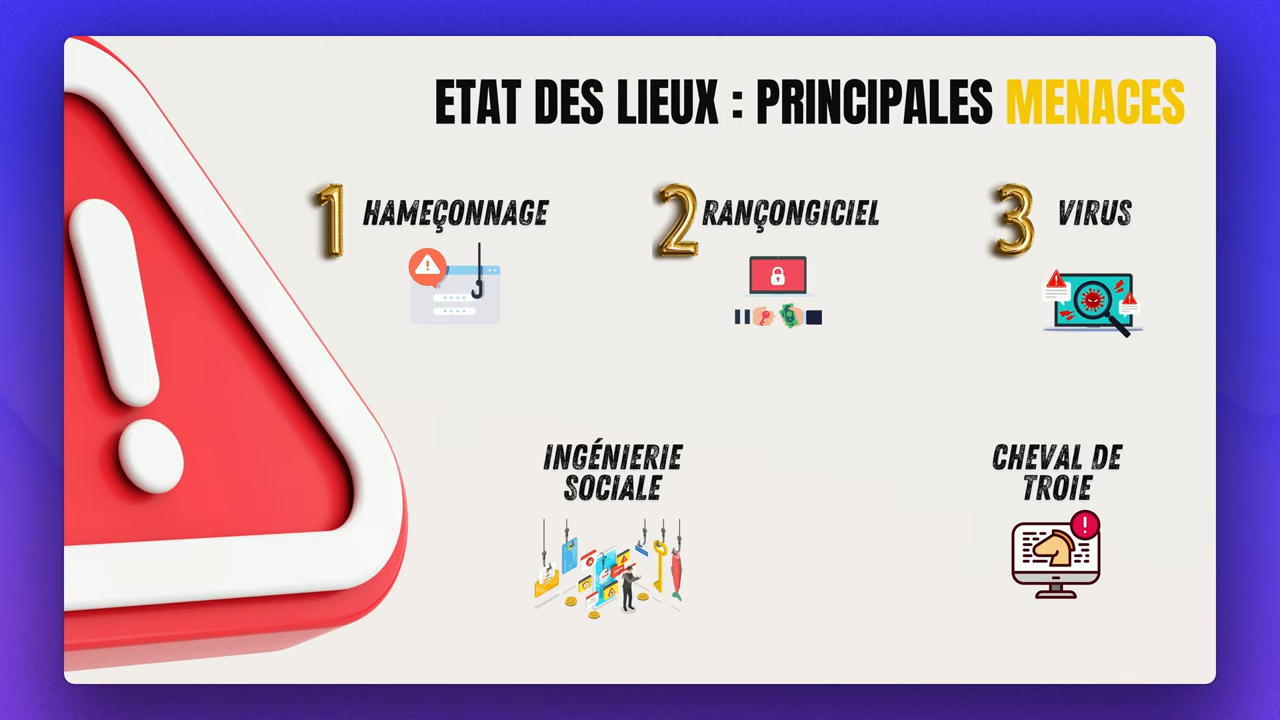 ETAT DES LIEUX : PRINCIPALES MENACES
1 HAMEÇONNAGE
2 RANÇONGICIEL
3 VIRUS
INGÉNIERIE
SOCIALE
CHEVAL DE
TROIE